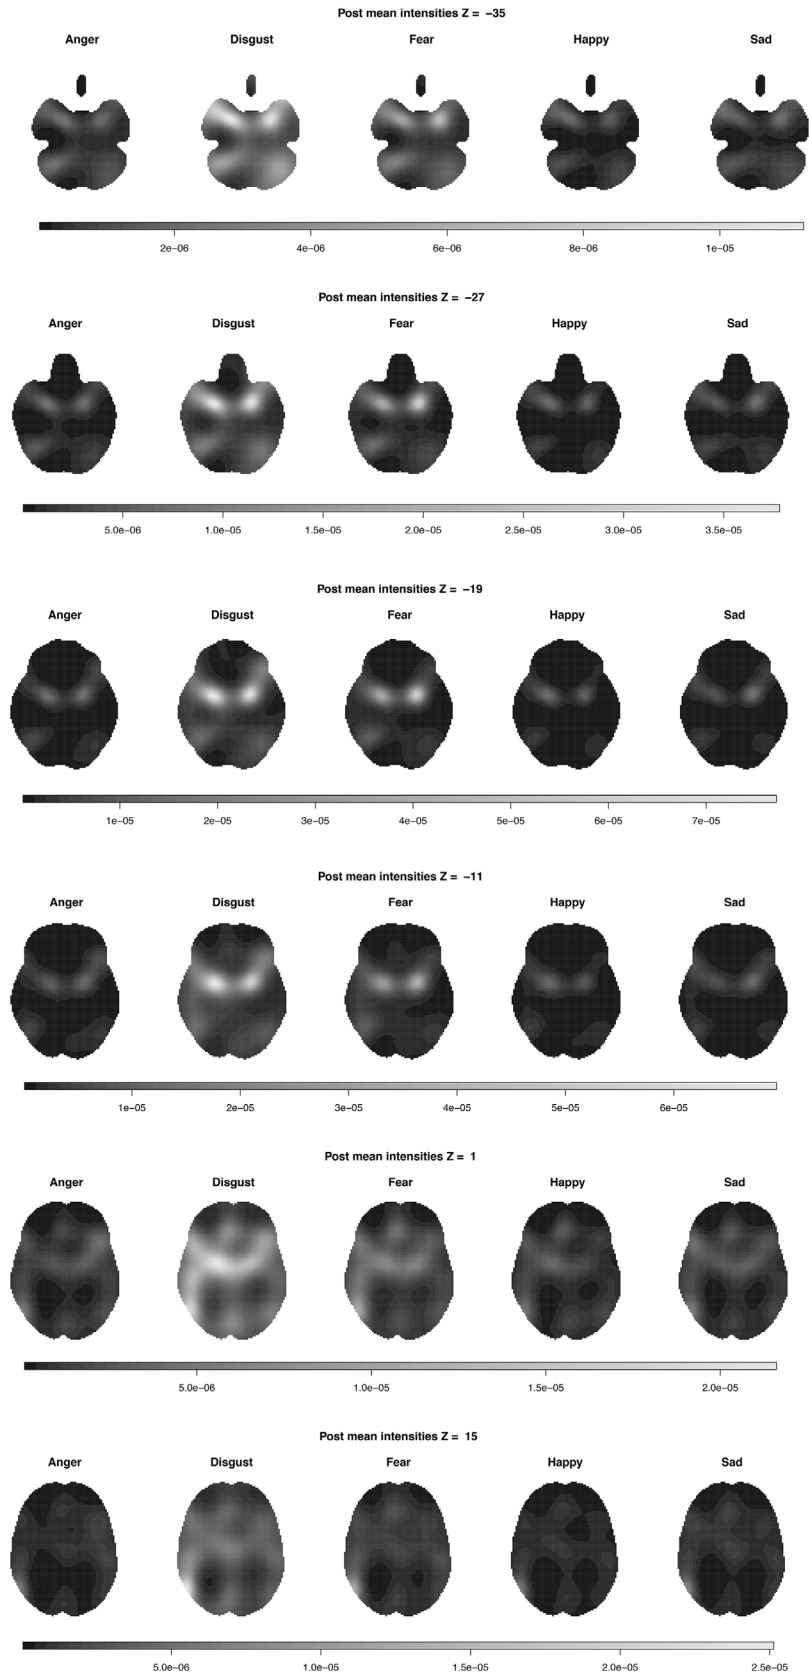 Post mean intensities Z = −35
Anger Disgust Fear Happy Sad
2e−06 4e−06 6e−06 8e−06 1e−05
Post mean intensities Z = −27
Anger Disgust Fear Happy Sad
5.0e−06 1.0e−05 1.5e−05 2.0e−05 2.5e−05 3.0e−05 3.5e−05
Post mean intensities Z = −19
Anger Disgust Fear Happy Sad
1e−05 2e−05 3e−05 4e−05 5e−05 6e−05 7e−05
Post mean intensities Z = −11
Anger Disgust Fear Happy Sad
1e−05 2e−05 3e−05 4e−05 5e−05 6e−05
Post mean intensities Z = 1
Anger Disgust Fear Happy Sad
5.0e−06 1.0e−05 1.5e−05 2.0e−05
Post mean intensities Z = 15
Anger Disgust Fear Happy Sad
5.0e−06 1.0e−05 1.5e−05 2.0e−05 2.5e−05